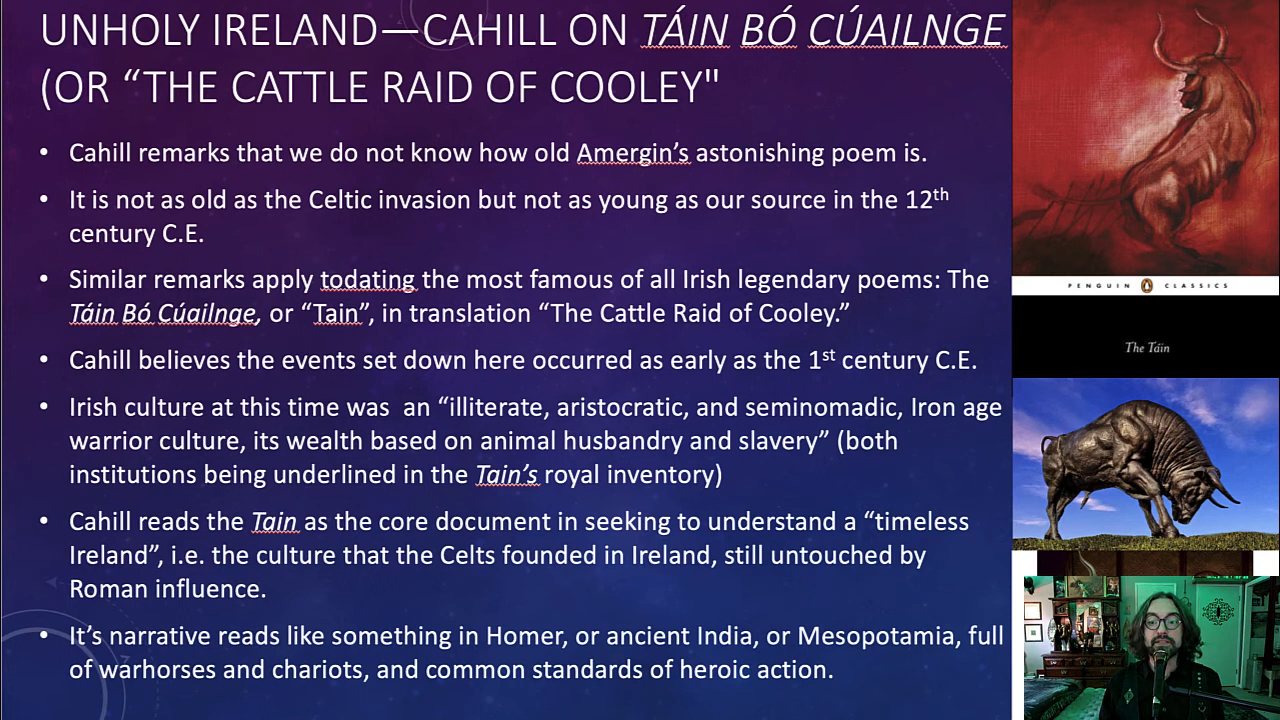 UNHOLY IRELAND—CAHILL ON TÁIN BÓ CÚAILNGE
(OR “THE CATTLE RAID OF COOLEY"
• Cahill remarks that we do not know how old Amergin’s astonishing poem is.
• It is not as old as the Celtic invasion but not as young as our source in the 12th
century C.E.
• Similar remarks apply todating the most famous of all Irish legendary poems: The
Táin Bó Cúailnge, or “Tain”, in translation “The Cattle Raid of Cooley.”
• Cahill believes the events set down here occurred as early as the 1st century C.E.
• Irish culture at this time was  an “illiterate, aristocratic, and seminomadic, Iron age
warrior culture, its wealth based on animal husbandry and slavery” (both
institutions being underlined in the Tain’s royal inventory)
• Cahill reads the Tain as the core document in seeking to understand a “timeless
Ireland”, i.e. the culture that the Celts founded in Ireland, still untouched by
Roman influence.
• It’s narrative reads like something in Homer, or ancient India, or Mesopotamia, full
of warhorses and chariots, and common standards of heroic action.
PENGUIN CLASSICS
The Táin